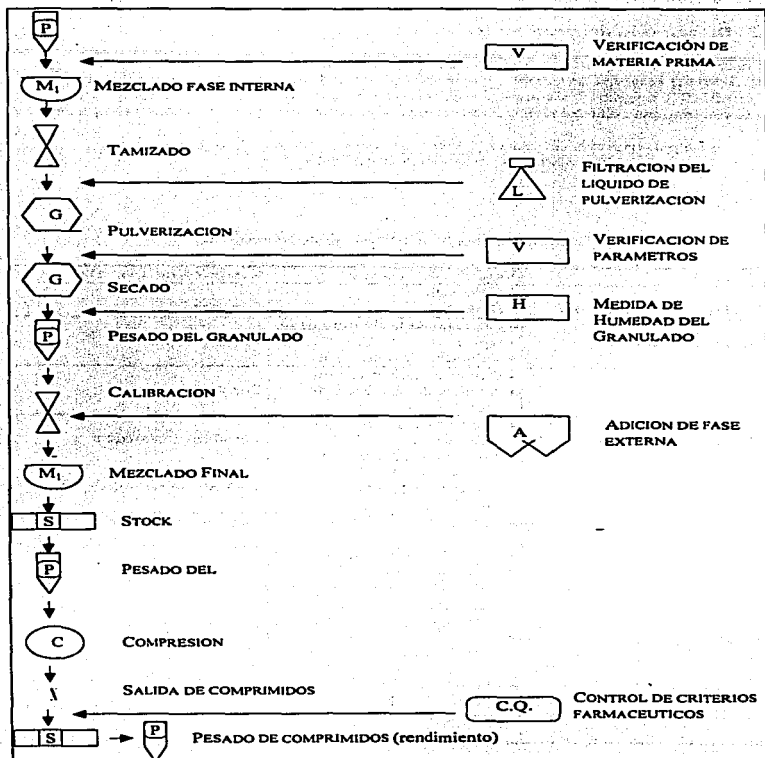 P
V
VERIFICACIÓN DE
MATERIA PRIMA
M1
MEZCLADO FASE INTERNA
TAMIZADO
L
FILTRACION DEL
LIQUIDO DE
PULVERIZACION
G
PULVERIZACION
V
VERIFICACION DE
PARAMETROS
G
SECADO
H
MEDIDA DE
HUMEDAD DEL
GRANULADO
P
PESADO DEL GRANULADO
CALIBRACION
A
ADICION DE FASE
EXTERNA
M1
MEZCLADO FINAL
S
STOCK
P
PESADO DEL
C
COMPRESION
SALIDA DE COMPRIMIDOS
C.Q.
CONTROL DE CRITERIOS
FARMACEUTICOS
S
P
PESADO DE COMPRIMIDOS (rendimiento)